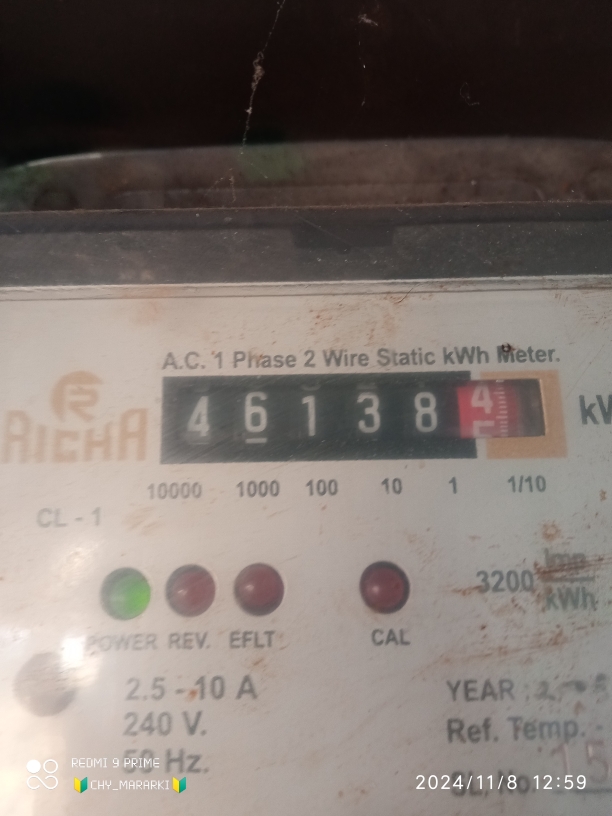 A.C. 1 Phase 2 Wire Static kWh Meter.
RICHA
4 6 1 3 8 4
10000 1000 100 10 1 1/10
CL - 1
3200 imp
kWh
POWER REV. EFLT CAL
2.5 - 10 A
240 V.
50 Hz.
YEAR :
Ref. Temp.
SL. No.
REDMI 9 PRIME
🔰CHY_MARARKI🔰
2024/11/8 12:59